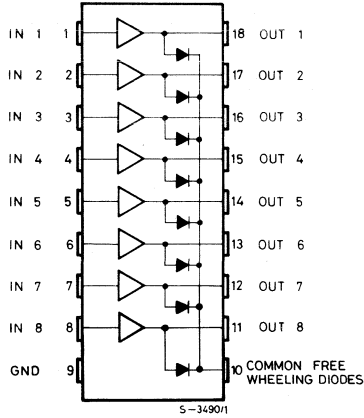 IN 1 1 18 OUT 1
IN 2 2 17 OUT 2
IN 3 3 16 OUT 3
IN 4 4 15 OUT 4
IN 5 5 14 OUT 5
IN 6 6 13 OUT 6
IN 7 7 12 OUT 7
IN 8 8 11 OUT 8
GND 9 10 COMMON FREE
WHEELING DIODES
S-3490/1